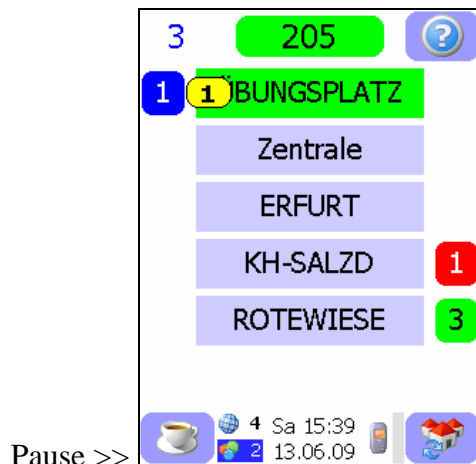 3 205 ?
1 1 BUNGSPLATZ
Zentrale
ERFURT
KH-SALZD 1
ROTEWIESE 3
4 Sa 15:39
Pause >> 2 13.06.09